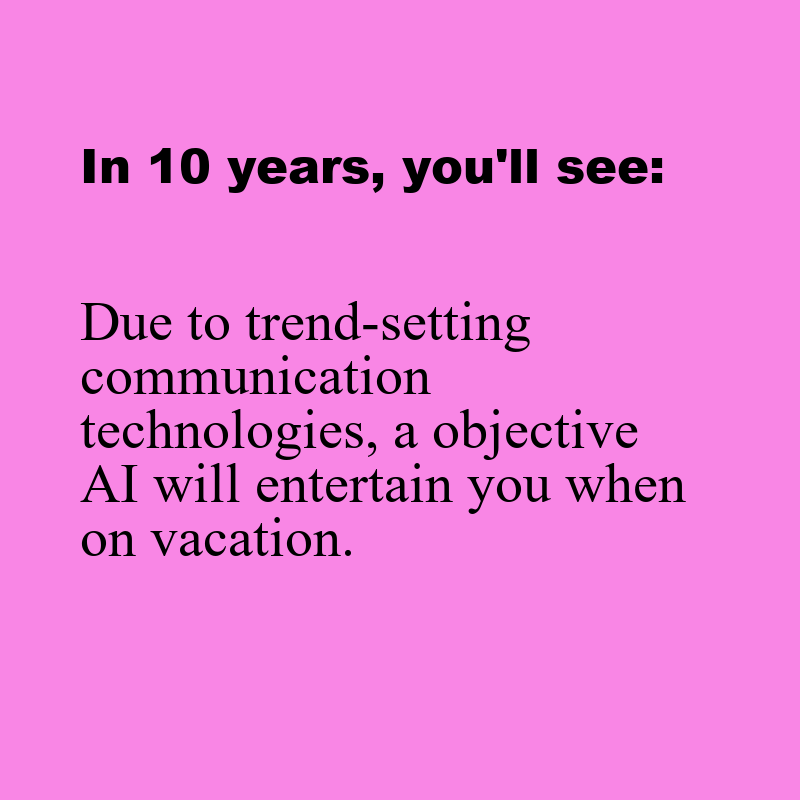 In 10 years, you'll see:
Due to trend-setting
communication
technologies, a objective
AI will entertain you when
on vacation.